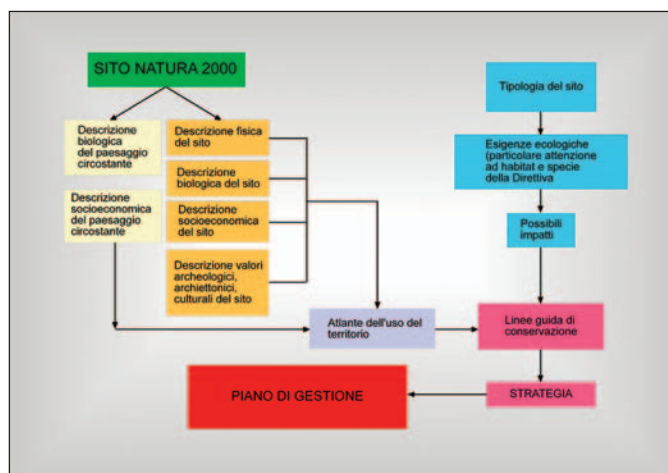 SITO NATURA 2000
Descrizione
biologica
del paesaggio
circostante
Descrizione
socioeconomica
del paesaggio
circostante
Descrizione fisica
del sito
Descrizione
biologica del sito
Descrizione
socioeconomica
del sito
Descrizione valori
archeologici,
archiettonici,
culturali del sito
Tipologia del sito
Esigenze ecologiche
(particolare attenzione
ad habitat e specie
della Direttiva
Possibili
impatti
Atlante dell'uso del
territorio
Linee guida di
conservazione
STRATEGIA
PIANO DI GESTIONE